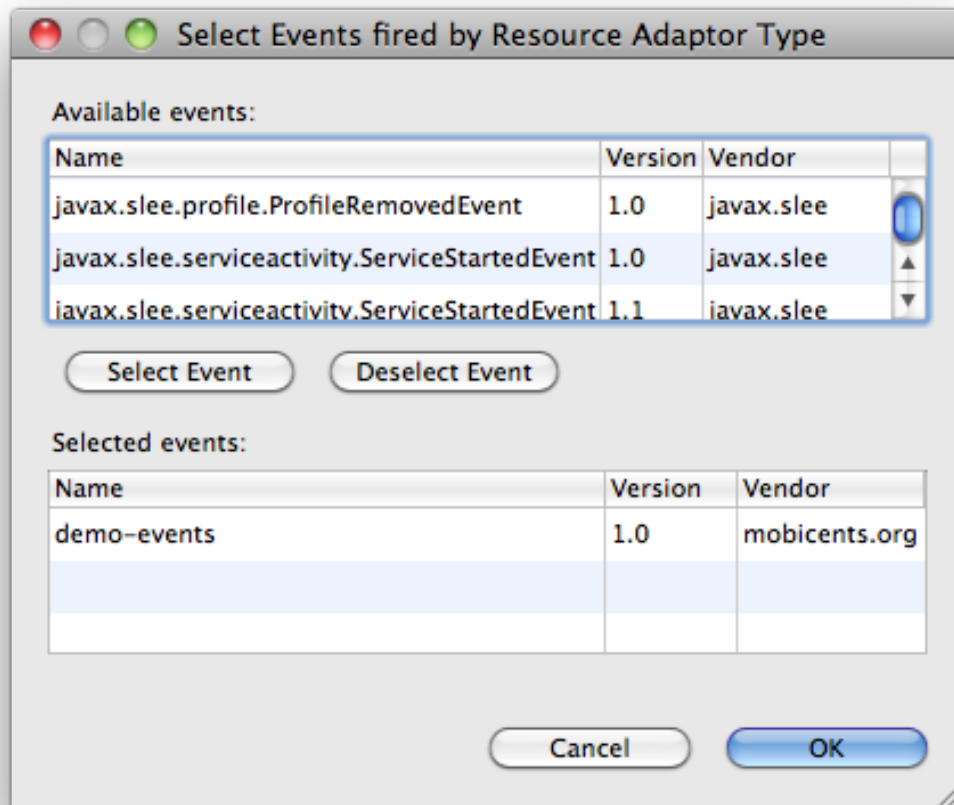 Select Events fired by Resource Adaptor Type
Available events:
Name Version Vendor
javax.slee.profile.ProfileRemovedEvent 1.0 javax.slee
javax.slee.serviceactivity.ServiceStartedEvent 1.0 javax.slee
javax.slee.serviceactivity.ServiceStartedEvent 1.1 javax.slee
Select Event Deselect Event
Selected events:
Name Version Vendor
demo-events 1.0 mobicents.org
Cancel OK